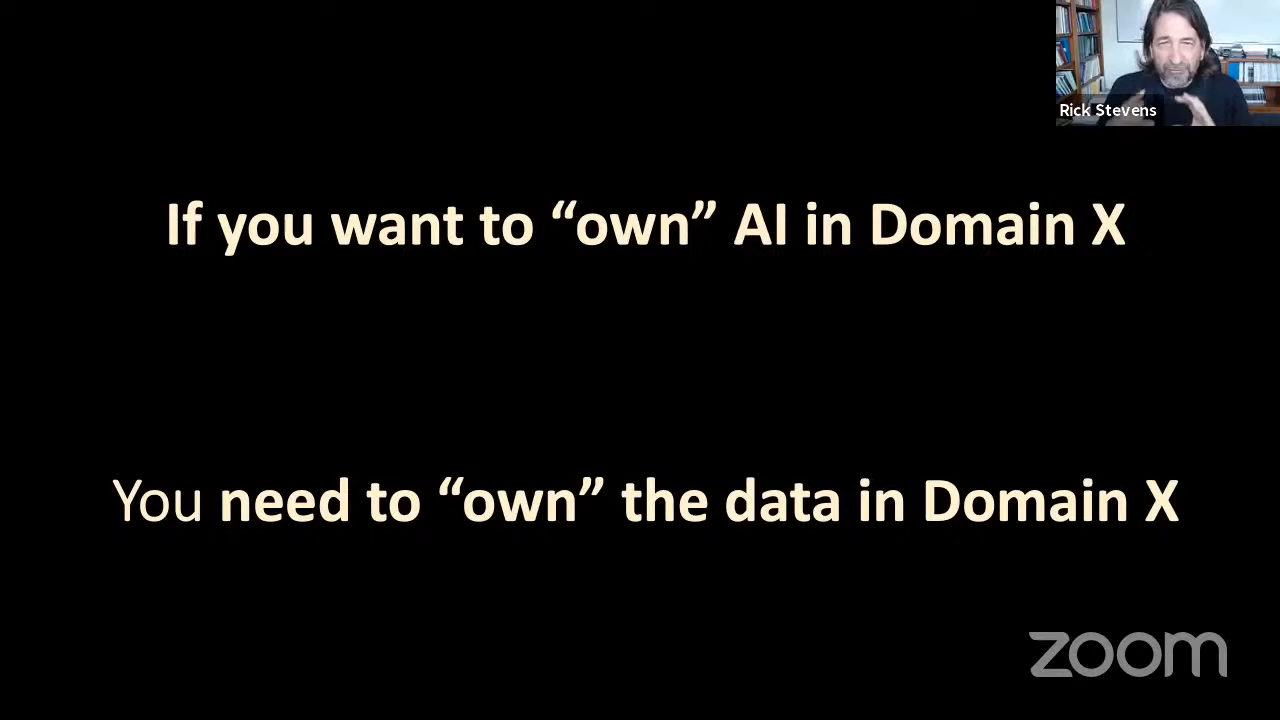 Rick Stevens
If you want to “own” AI in Domain X
You need to “own” the data in Domain X
zoom